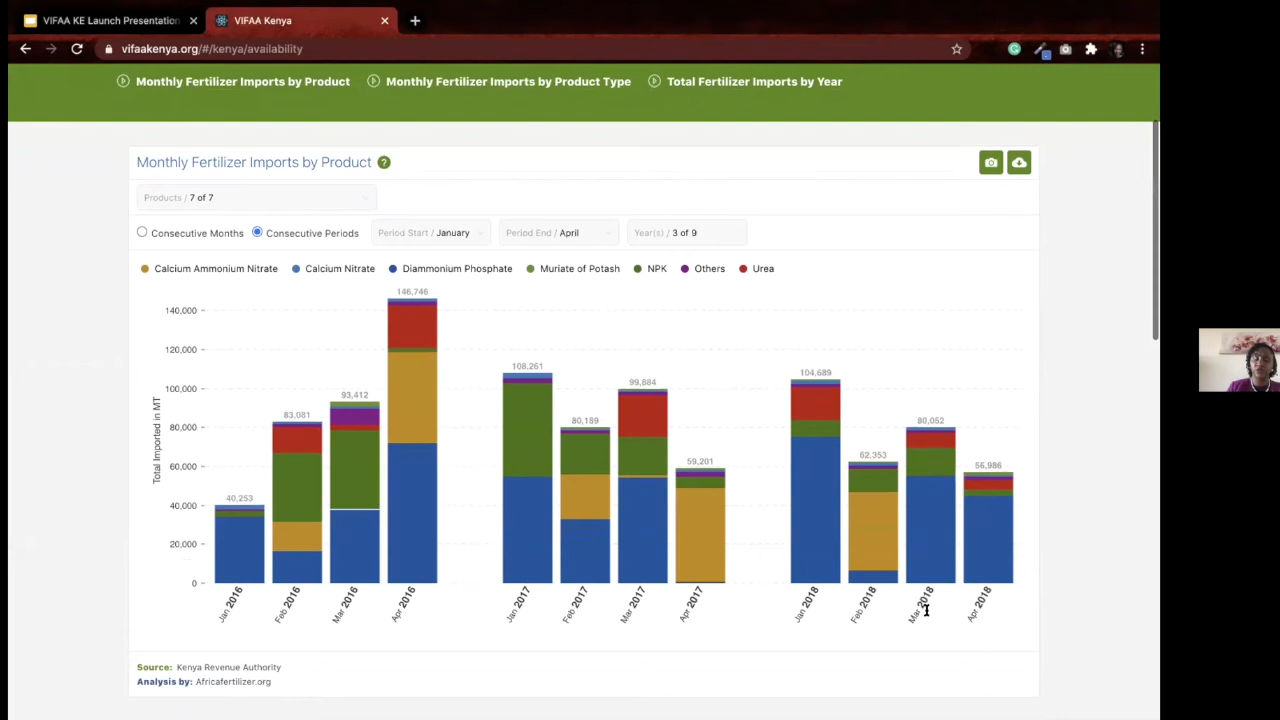 VIFAA KE Launch Presentation
VIFAA Kenya
vifaakenya.org/#/kenya/availability
Monthly Fertilizer Imports by Product
Monthly Fertilizer Imports by Product Type
Total Fertilizer Imports by Year
Monthly Fertilizer Imports by Product ?
Products / 7 of 7
Consecutive Months
Consecutive Periods
Period Start / January
Period End / April
Year(s) / 3 of 9
Calcium Ammonium Nitrate
Calcium Nitrate
Diammonium Phosphate
Muriate of Potash
NPK
Others
Urea
Total Imported in MT
140,000
120,000
100,000
80,000
60,000
40,000
20,000
0
40,253
83,081
93,412
146,746
108,261
80,189
99,884
59,201
104,689
62,353
80,052
56,986
Jan 2016
Feb 2016
Mar 2016
Apr 2016
Jan 2017
Feb 2017
Mar 2017
Apr 2017
Jan 2018
Feb 2018
Mar 2018
Apr 2018
Source: Kenya Revenue Authority
Analysis by: Africafertilizer.org